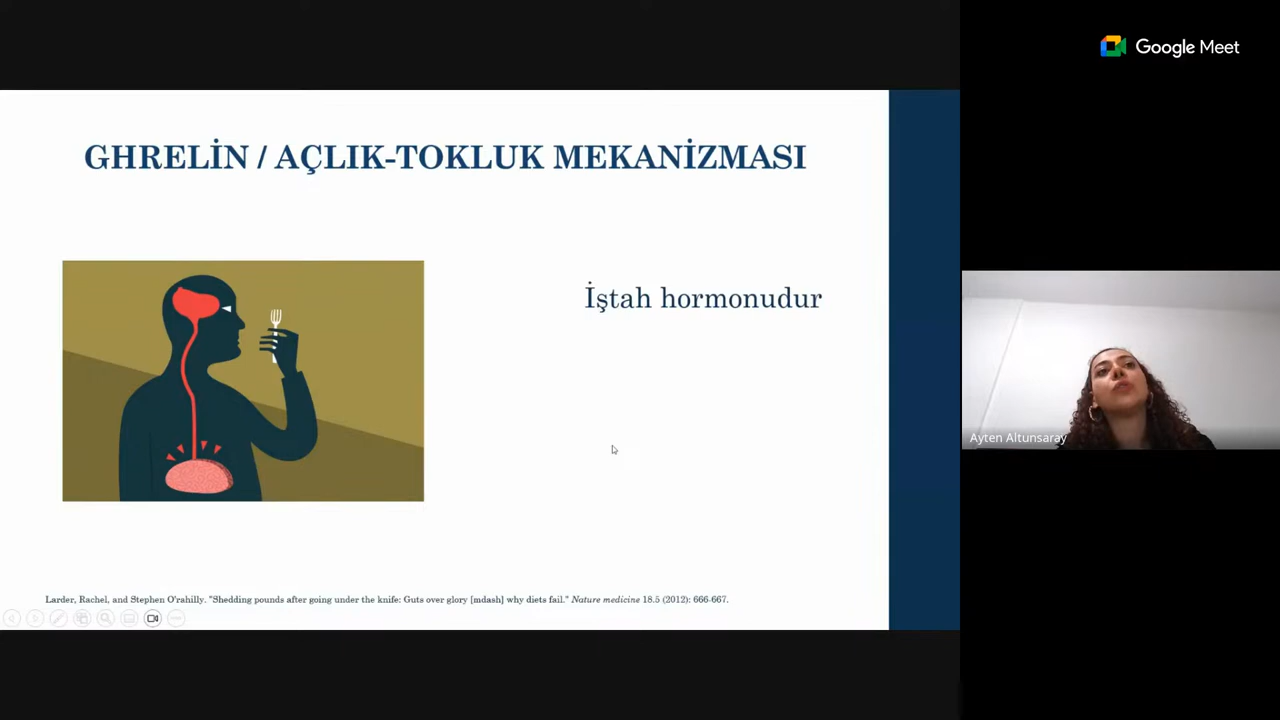 Google Meet
GHRELİN / AÇLIK-TOKLUK MEKANİZMASI
İştah hormonudur
Ayten Altunsaray
Larder, Rachel, and Stephen O'rahilly. "Shedding pounds after going under the knife: Guts over glory [mdash] why diets fail." Nature medicine 18.5 (2012): 666-667.